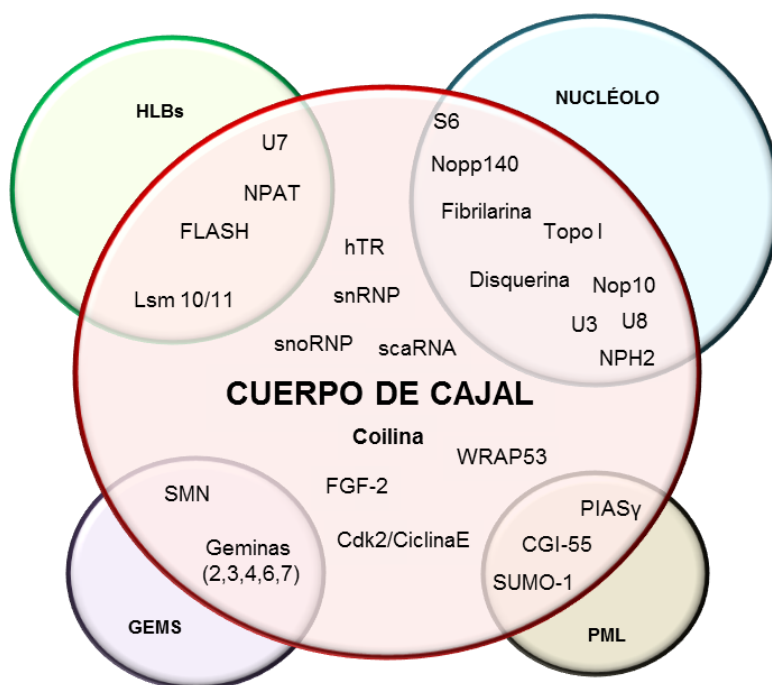 HLBs
NUCLÉOLO
U7
NPAT
FLASH
Lsm 10/11
S6
Nopp140
Fibrilarina
Topo I
Disquerina
Nop10
U3
U8
NPH2
hTR
snRNP
snoRNP
scaRNA
CUERPO DE CAJAL
Coilina
WRAP53
FGF-2
Cdk2/CiclinaE
SMN
Geminas
(2,3,4,6,7)
GEMS
PIASγ
CGI-55
SUMO-1
PML